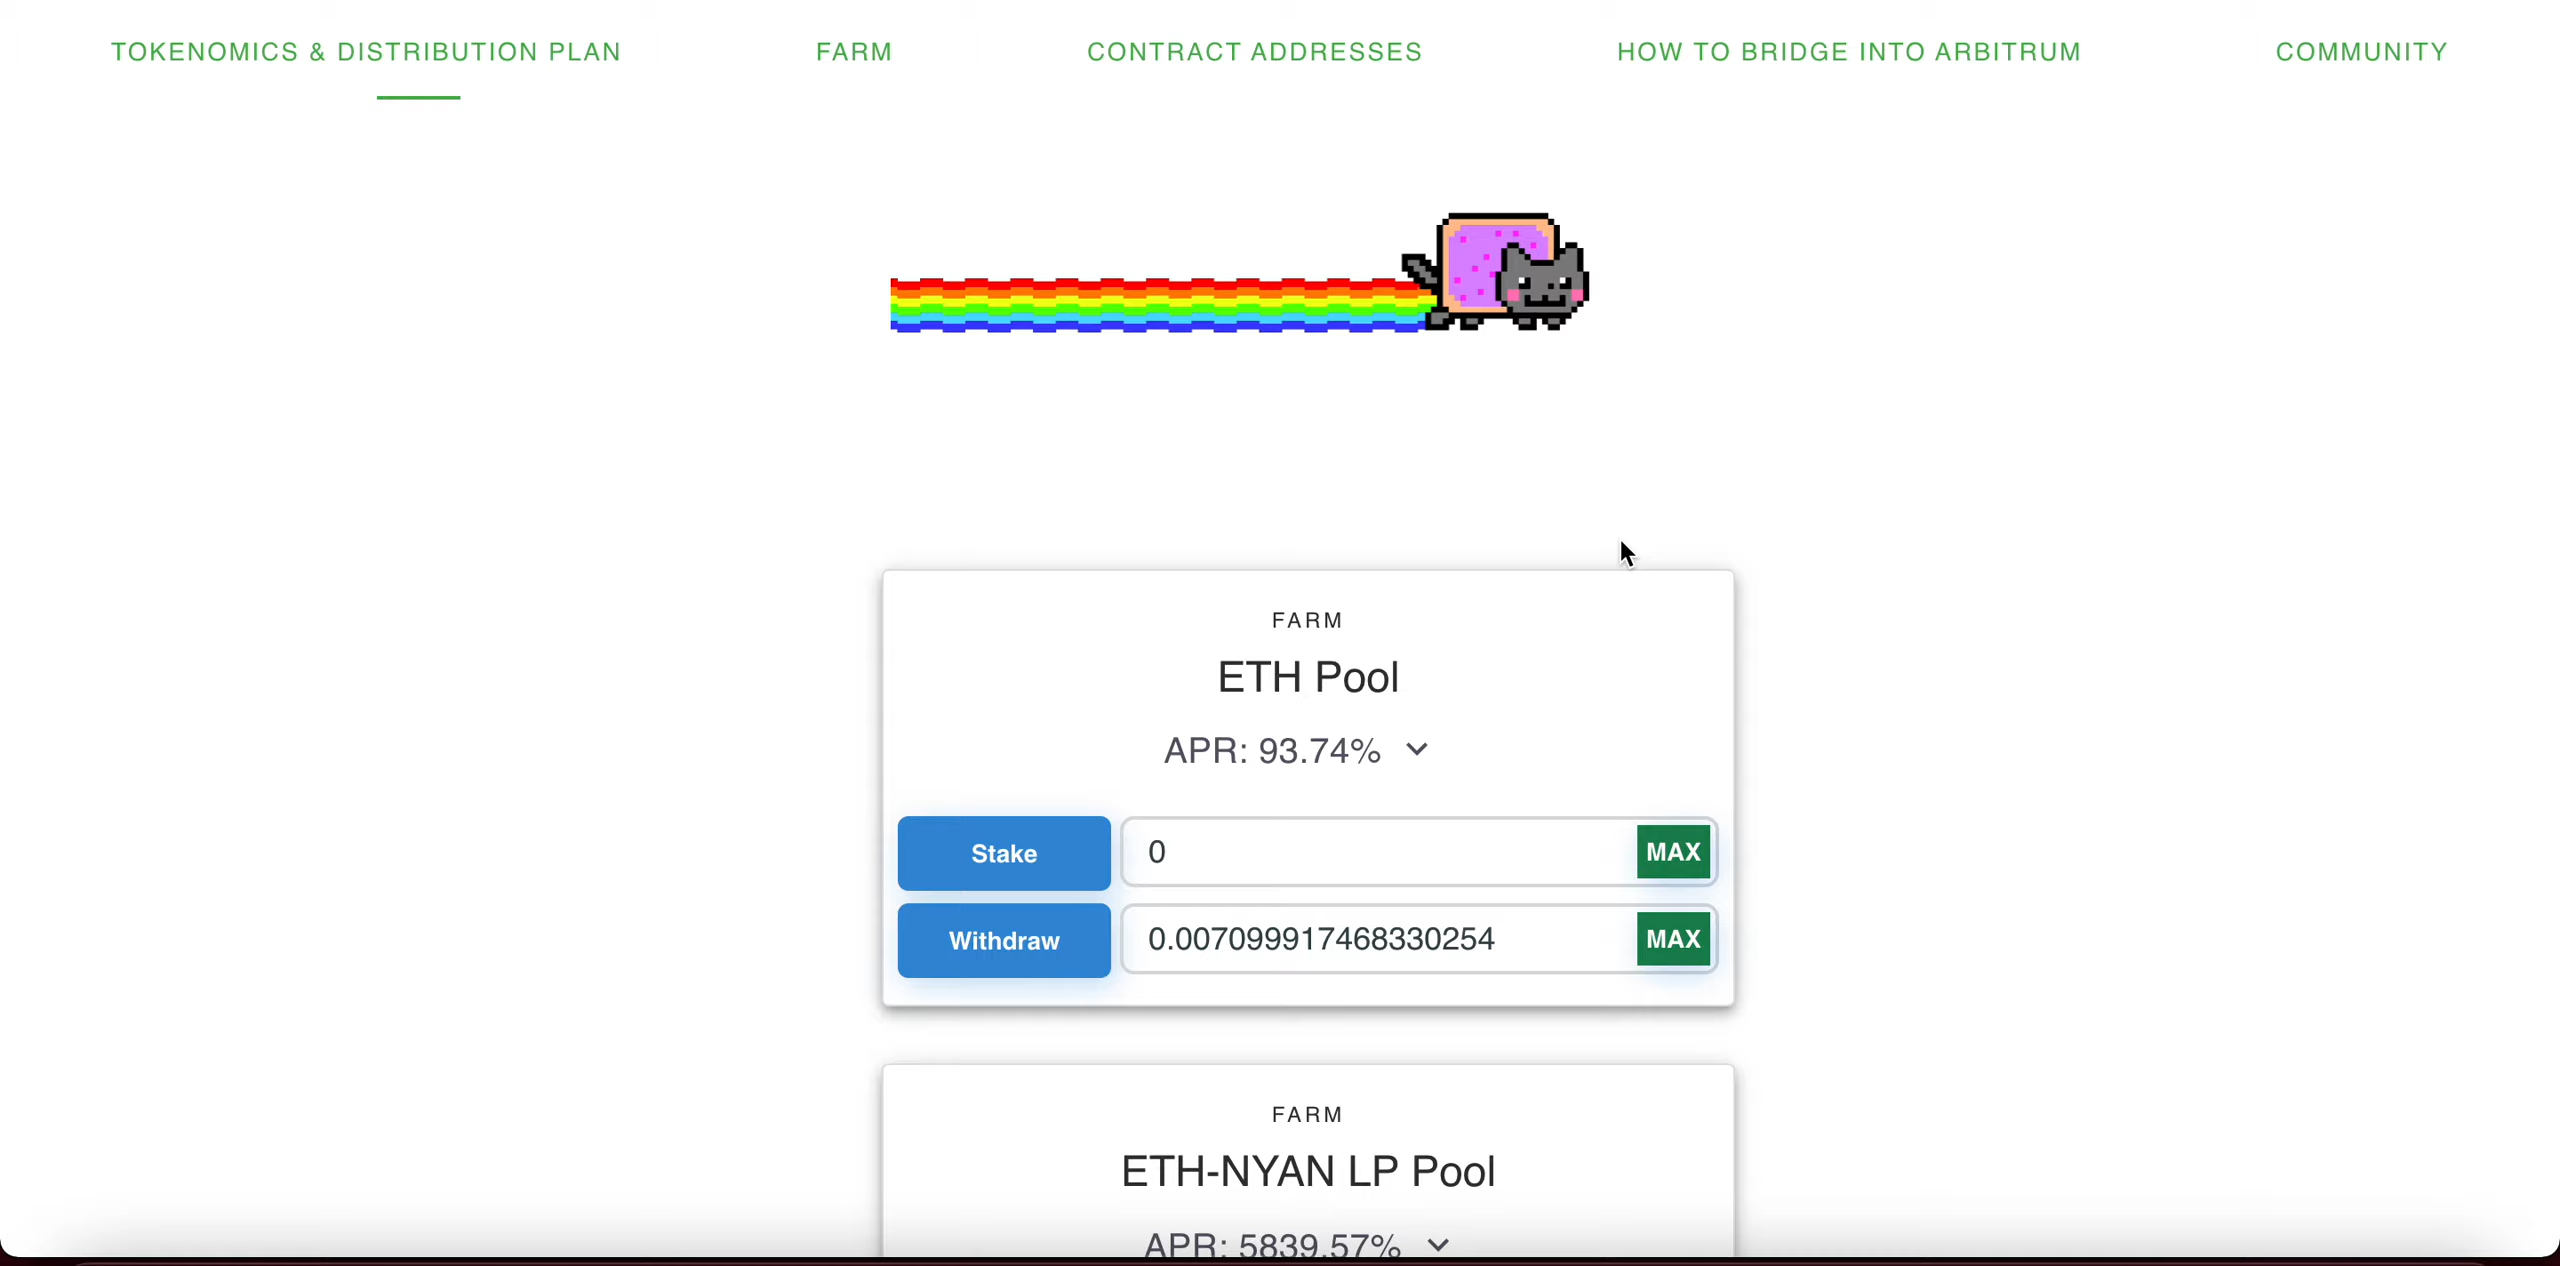 TOKENOMICS & DISTRIBUTION PLAN
FARM
CONTRACT ADDRESSES
HOW TO BRIDGE INTO ARBITRUM
COMMUNITY
FARM
ETH Pool
APR: 93.74%
Stake
0
MAX
Withdraw
0.007099917468330254
MAX
FARM
ETH-NYAN LP Pool
APR: 5839.57%